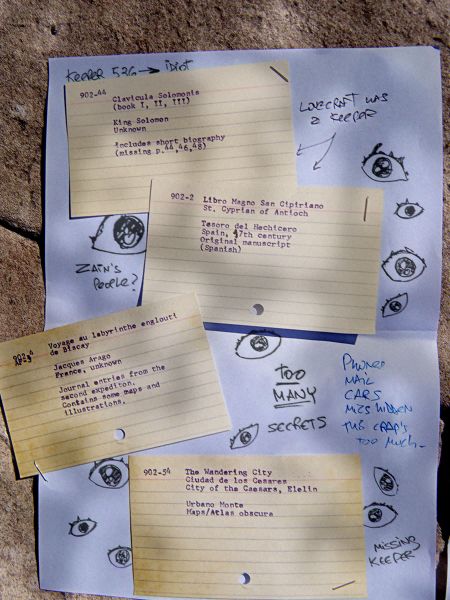 KEEPER 536 → idiot
902-44
Clavicula Solomonis
(book I, II, III)
King Solomon
Unknown
Includes short biography
(missing p.44,46,48)
LOVECRAFT WAS
A KEEPER
902-2 Libro Magno San Cipriano
St. Cyprian of Antioch
Tesoro del Hechicero
Spain, 17th century
Original manuscript
(Spanish)
ZAIN'S
PEOPLE?
902-4 Voyage au labyrinthe englouti
de Biscay
Jacques Arago
France, unknown
Journal entries from the
second expediton.
Contains some maps and
illustrations.
TOO
MANY
SECRETS
PHONES
MAIL
CARS
HIDDEN
CRAP'S
TOO MUCH
902-54 The Wandering City
Ciudad de los Cesares
City of the Caesars, Elelin
Urbano Monte
Maps/Atlas obscura
MISSING
KEEPER